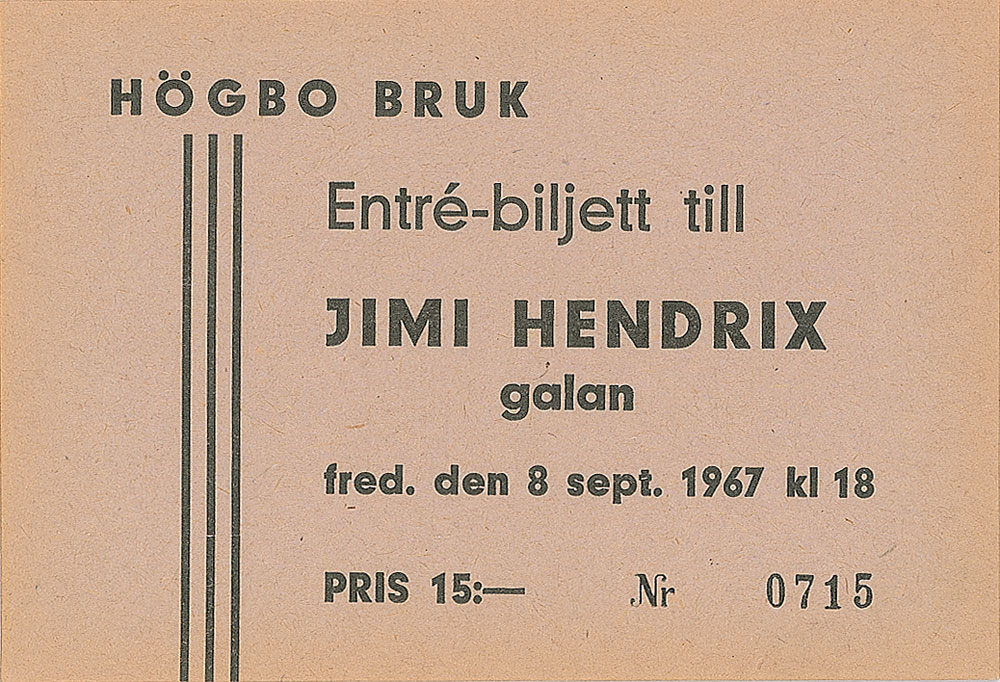 HÖGBO BRUK
Entré-biljett till
JIMI HENDRIX
galan
fred. den 8 sept. 1967 kl 18
PRIS 15:— Nr 0715